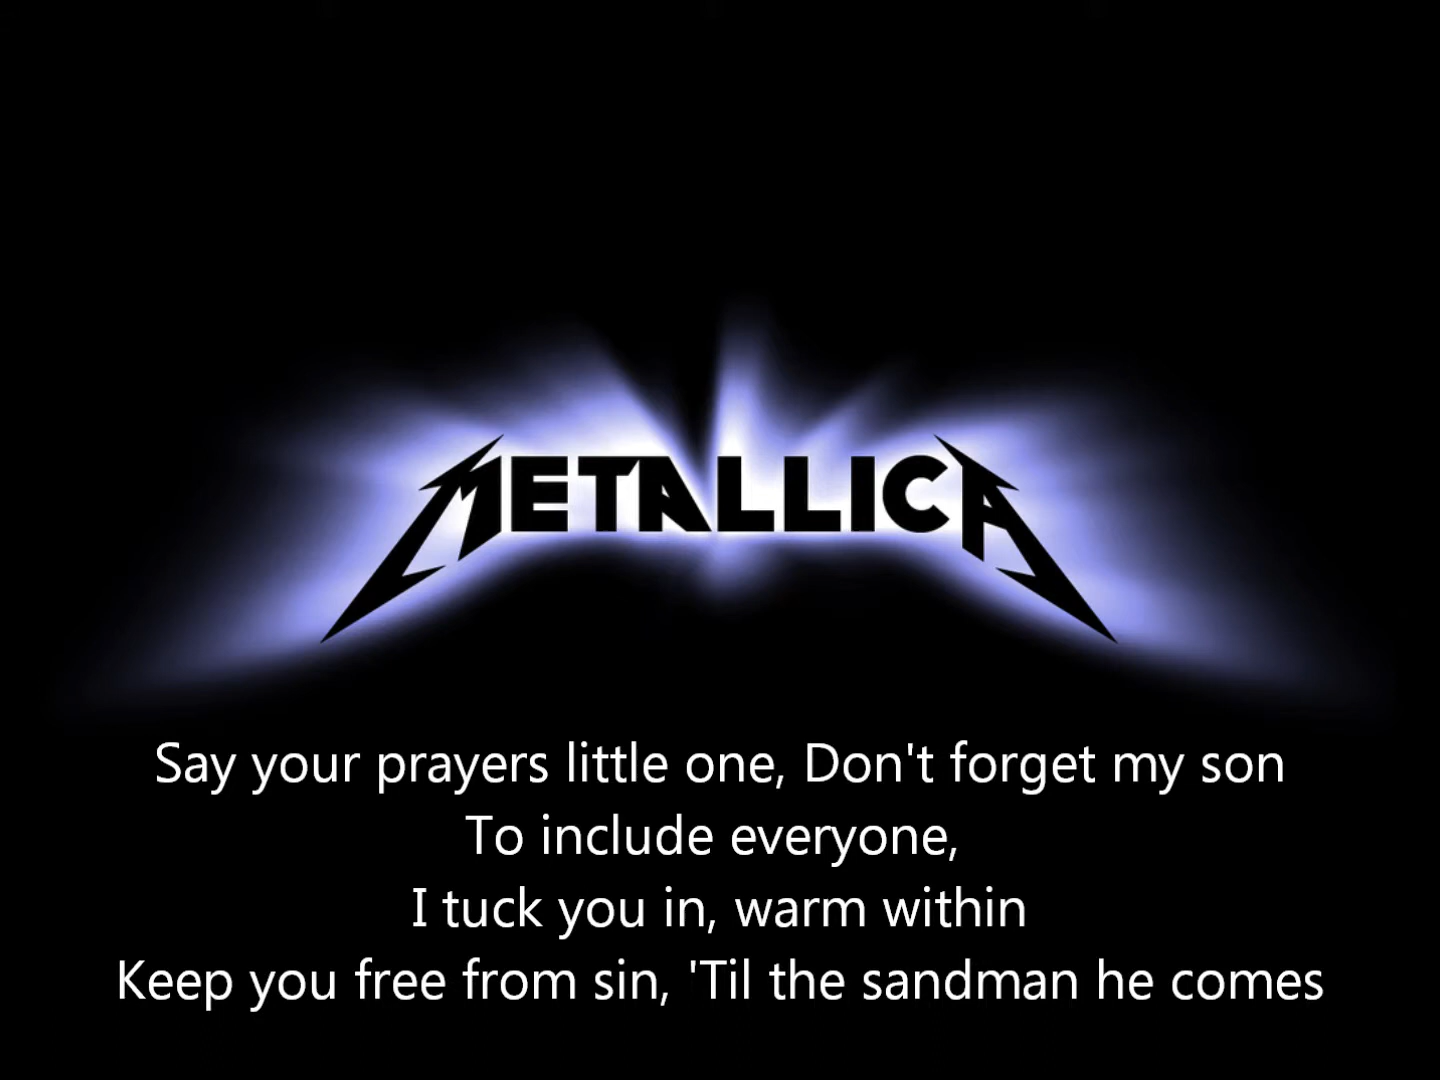 METALLICA
Say your prayers little one, Don't forget my son
To include everyone,
I tuck you in, warm within
Keep you free from sin, 'Til the sandman he comes